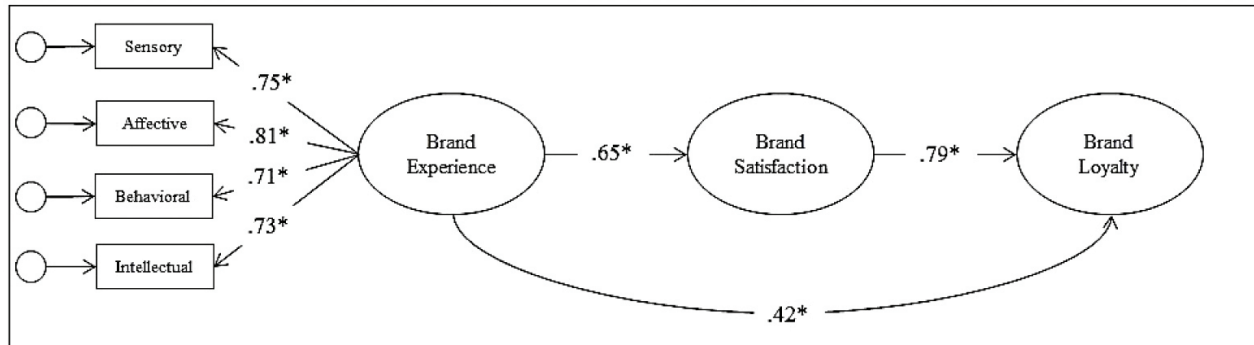 Sensory
.75*
Affective
.81*
Behavioral
.71*
Intellectual
.73*
Brand
Experience
.65*
Brand
Satisfaction
.79*
Brand
Loyalty
.42*